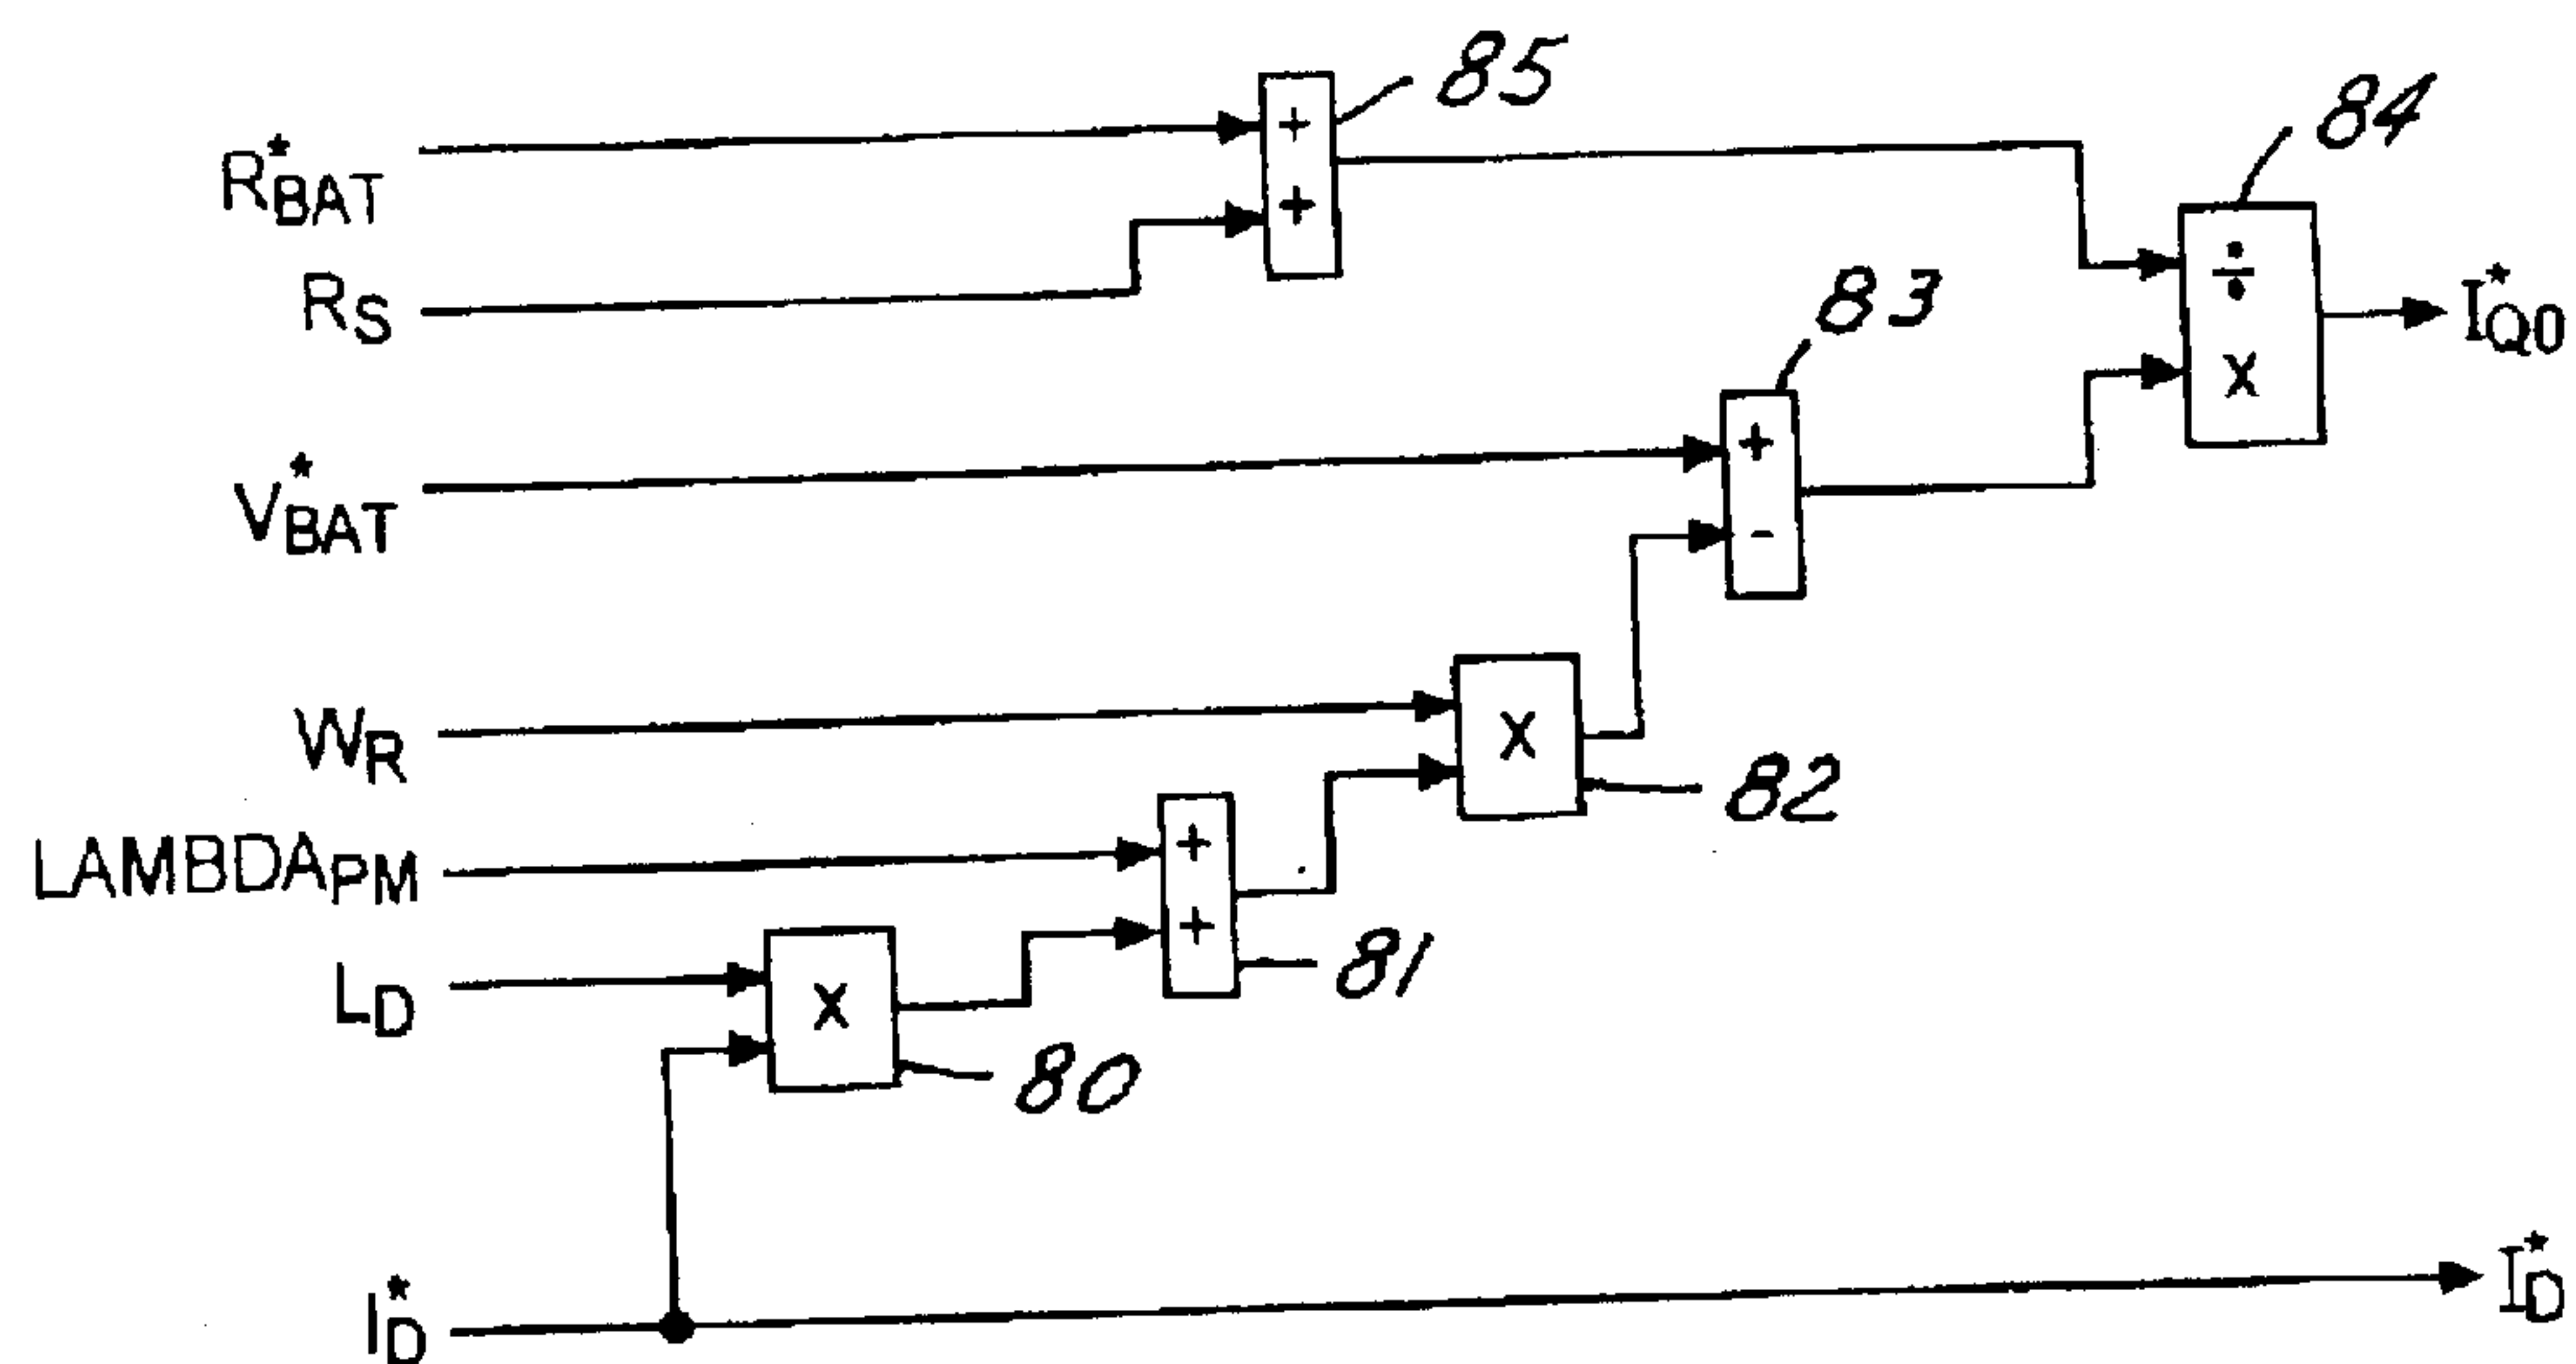 85
84
R*BAT
+
+
÷
X
I*Q0
RS
83
V*BAT
+
-
WR
X
82
LAMBDAPM
+
+
81
LD
X
80
I*D
I*D